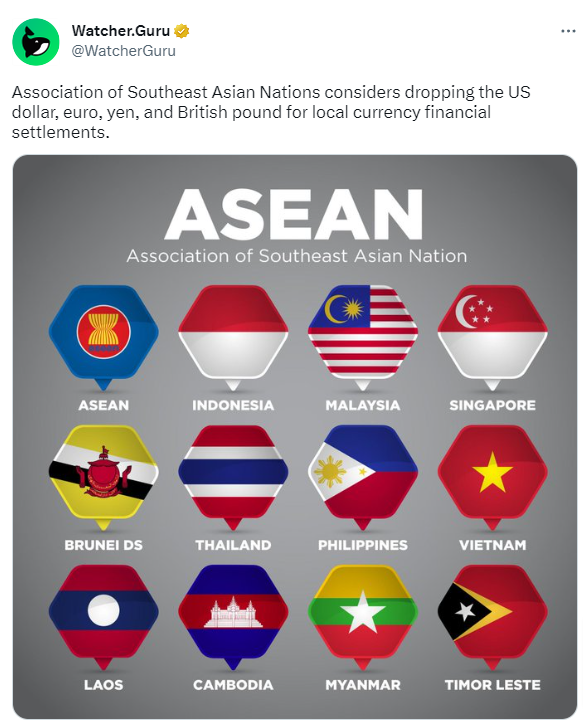 Watcher.Guru
@WatcherGuru
Association of Southeast Asian Nations considers dropping the US
dollar, euro, yen, and British pound for local currency financial
settlements.
ASEAN
Association of Southeast Asian Nation
ASEAN INDONESIA MALAYSIA SINGAPORE
BRUNEI DS THAILAND PHILIPPINES VIETNAM
LAOS CAMBODIA MYANMAR TIMOR LESTE